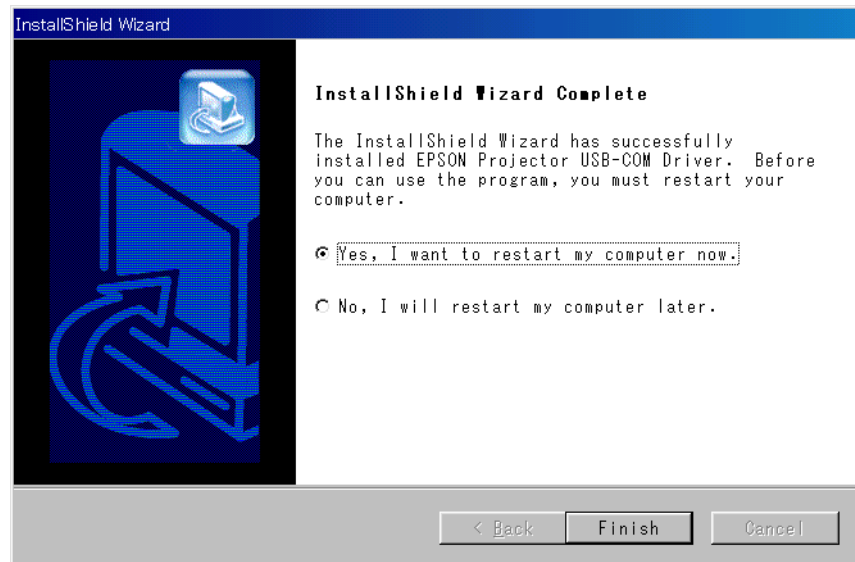 InstallShield Wizard
InstallShield Wizard Complete
The InstallShield Wizard has successfully
installed EPSON Projector USB-COM Driver.  Before
you can use the program, you must restart your
computer.
Yes, I want to restart my computer now.
No, I will restart my computer later.
< Back
Finish
Cancel